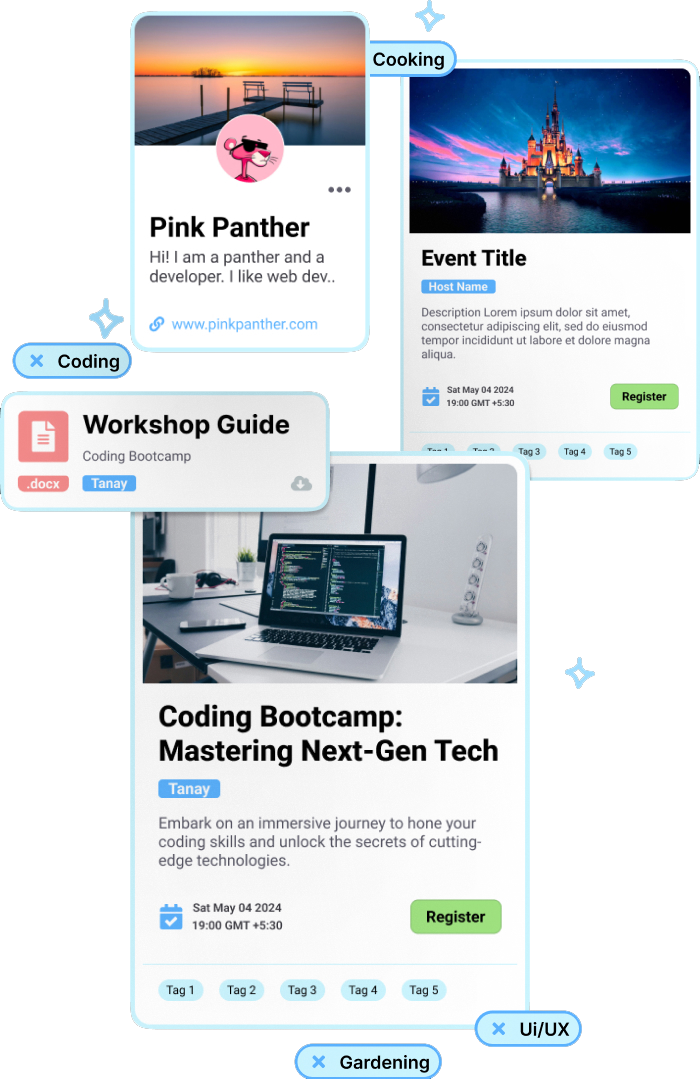 Cooking
Pink Panther
Hi! I am a panther and a
developer. I like web dev..
www.pinkpanther.com
Event Title
Host Name
Description Lorem ipsum dolor sit amet,
consectetur adipiscing elit, sed do eiusmod
tempor incididunt ut labore et dolore magna
aliqua.
Sat May 04 2024
19:00 GMT +5:30
Register
Tag 1 Tag 2 Tag 3 Tag 4 Tag 5
Coding
Workshop Guide
Coding Bootcamp
.docx Tanay
Coding Bootcamp:
Mastering Next-Gen Tech
Tanay
Embark on an immersive journey to hone your
coding skills and unlock the secrets of cutting-
edge technologies.
Sat May 04 2024
19:00 GMT +5:30
Register
Tag 1 Tag 2 Tag 3 Tag 4 Tag 5
Ui/UX
Gardening